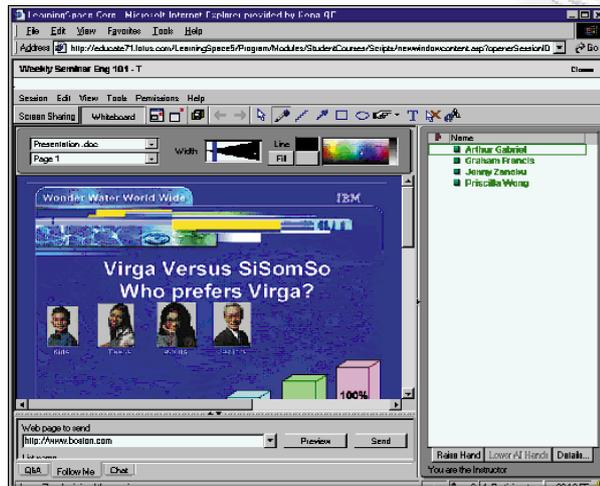 LearningSpace Core - Microsoft Internet Explorer provided by
File Edit View Favorites Tools Help
Address http://educate71.lotus.com/LearningSpace5/Program/Modules/StudentCourses/Scripts/newwindowcontent.asp?openerSessionID Go
Weekly Seminar Eng 101 - T Close
Session Edit View Tools Permissions Help
Screen Sharing Whiteboard T
Presentation .doc
Page 1
Width
Line
Fill
Name
Arthur Gabriel
Graham Francis
Jenny Zanchu
Priscilla Wong
Wonder Water World Wide IBM
Virga Versus SiSomSo
Who prefers Virga?
Kids
100%
Web page to send
http://www.boston.com Preview Send
Raise Hand Lower All Hands Details...
Q&A Follow Me Chat
You are the Instructor